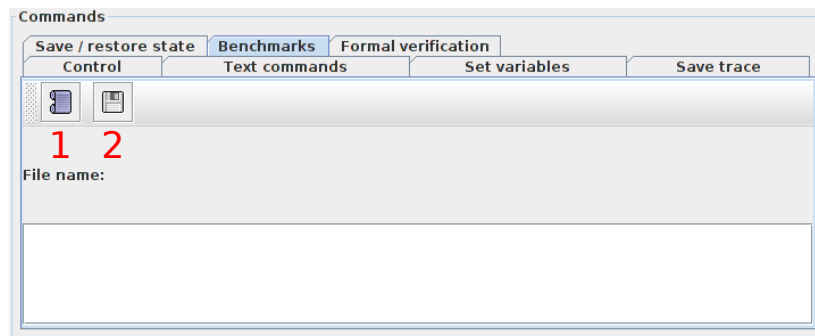 Commands
Save / restore state Benchmarks Formal verification
Control Text commands Set variables Save trace
1 2
File name: